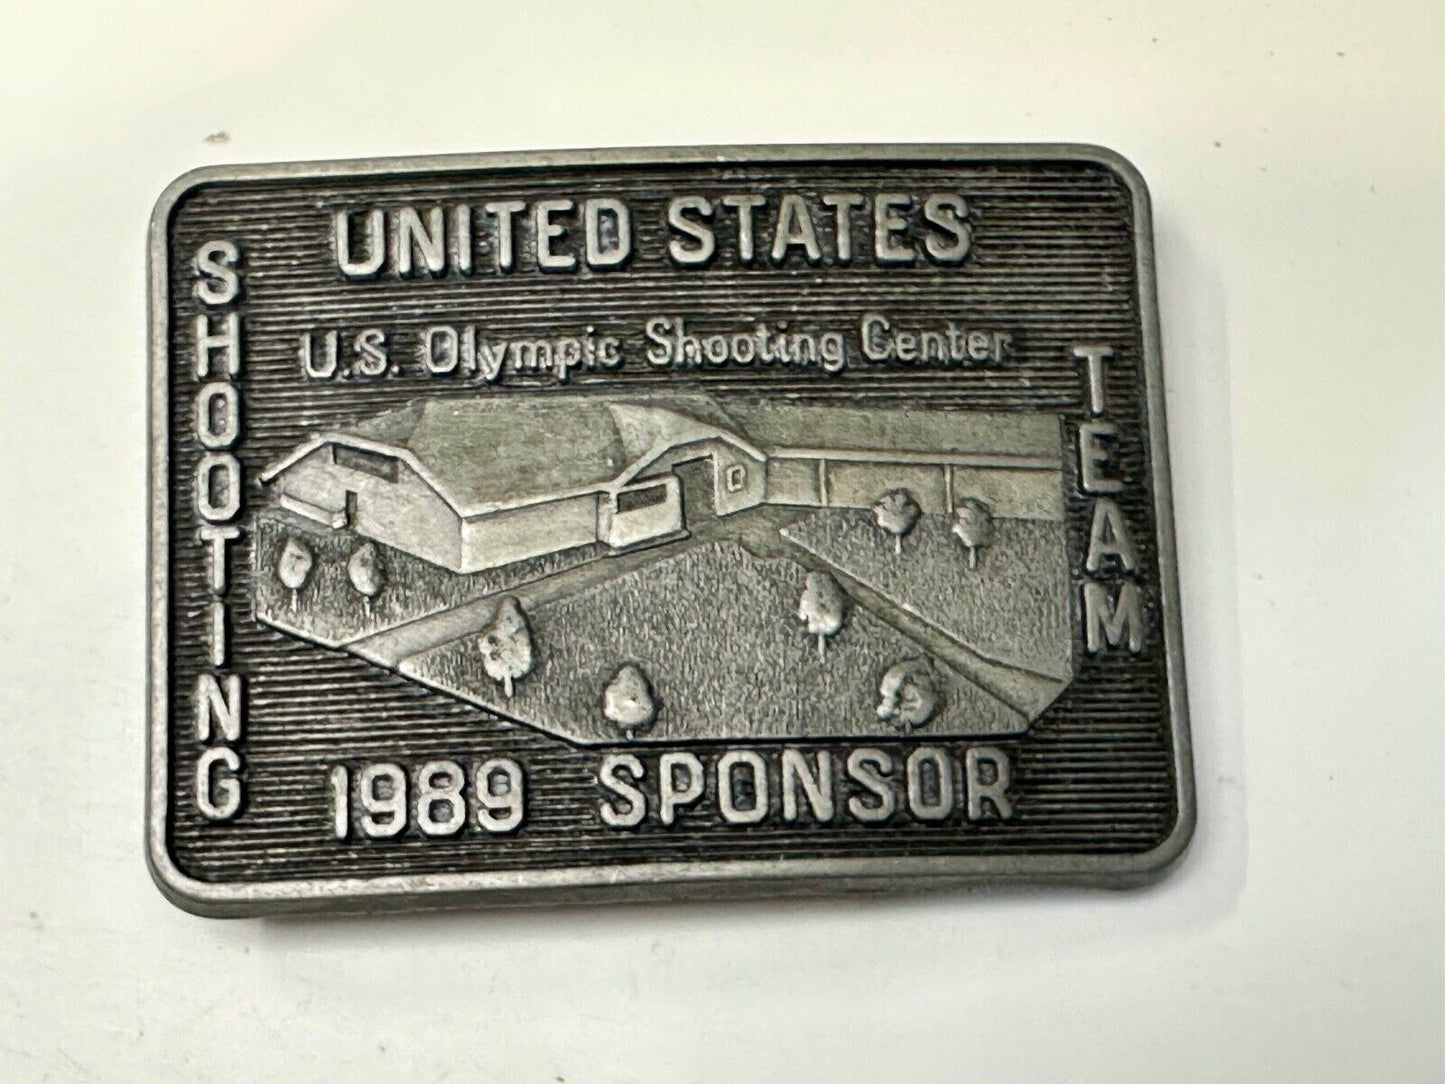 UNITED STATES
SHOOTING
TEAM
U.S. Olympic Shooting Center
1989 SPONSOR